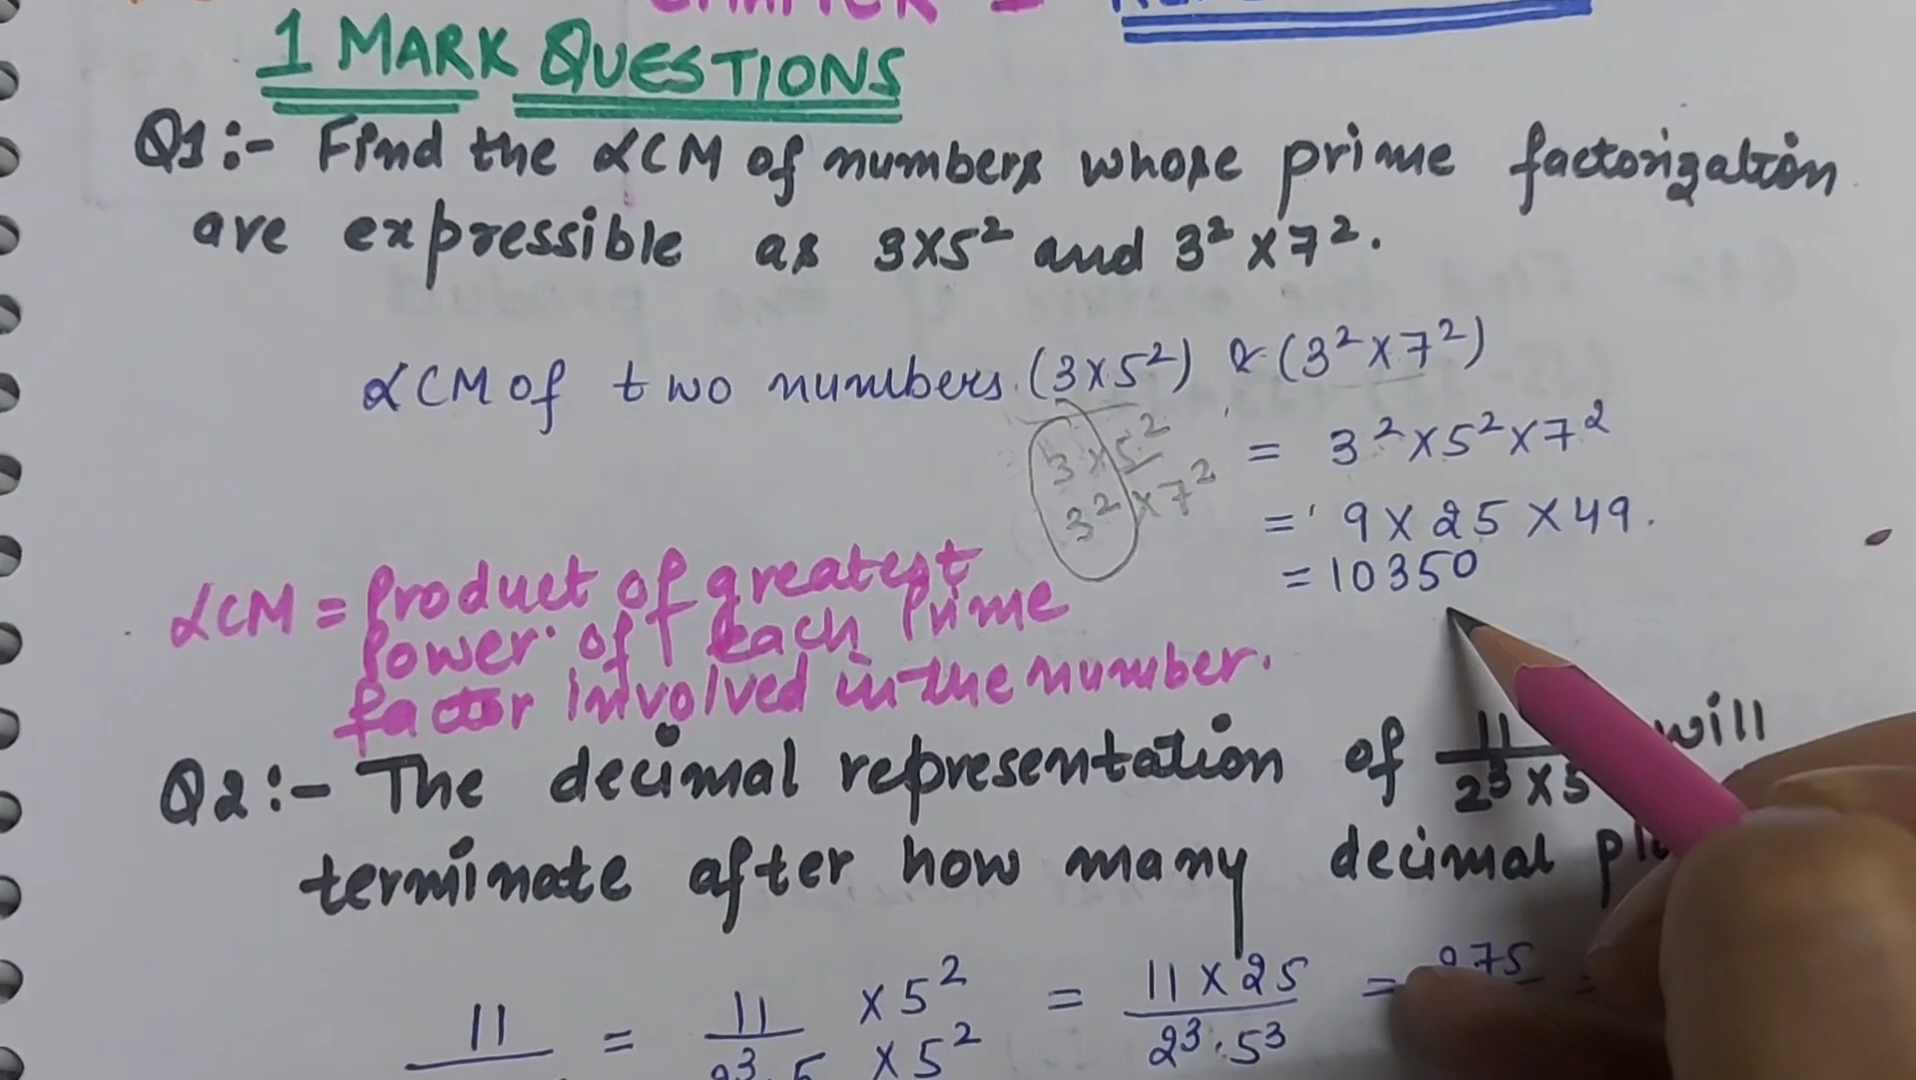 1 MARK QUESTIONS
Q1:- Find the LCM of numbers whose prime factorization
are expressible as 3×5² and 3²×7².
LCM of two numbers (3×5²) & (3²×7²)
= 3²×5²×7²
3×5²
3²×7²
= 9×25×49.
= 10350
LCM = Product of greatest
Power of each Prime
factor involved in the number.
Q2:- The decimal representation of 11/2³×5 will
terminate after how many decimal
11 = 11/2³·5 ×5²/×5² = 11×25/2³·5³ = 275 =